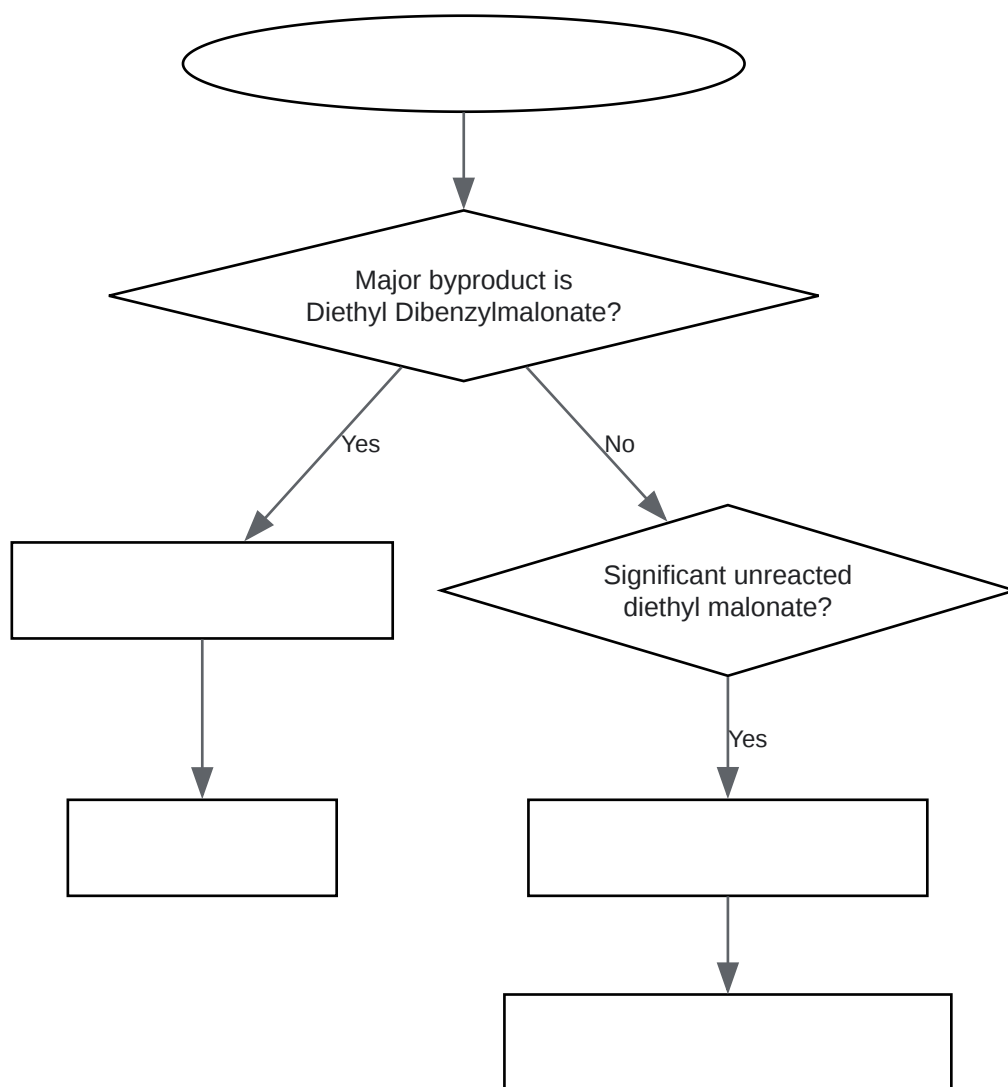 Major byproduct is
Diethyl Dibenzylmalonate?
Yes
No
Significant unreacted
diethyl malonate?
Yes